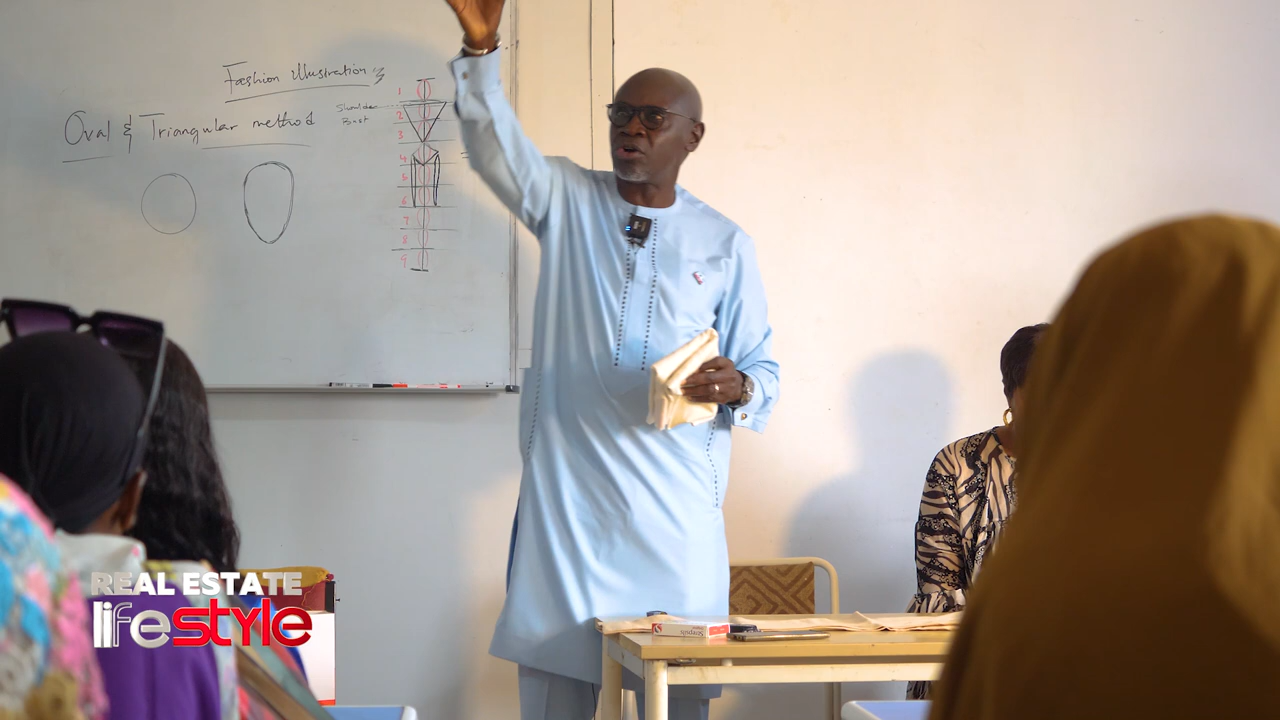 Fashion illustration
Oval & Triangular method
Shoulder
Bust
1
2
3
4
5
6
7
8
9
REAL ESTATE
lifestyle
Strepsils